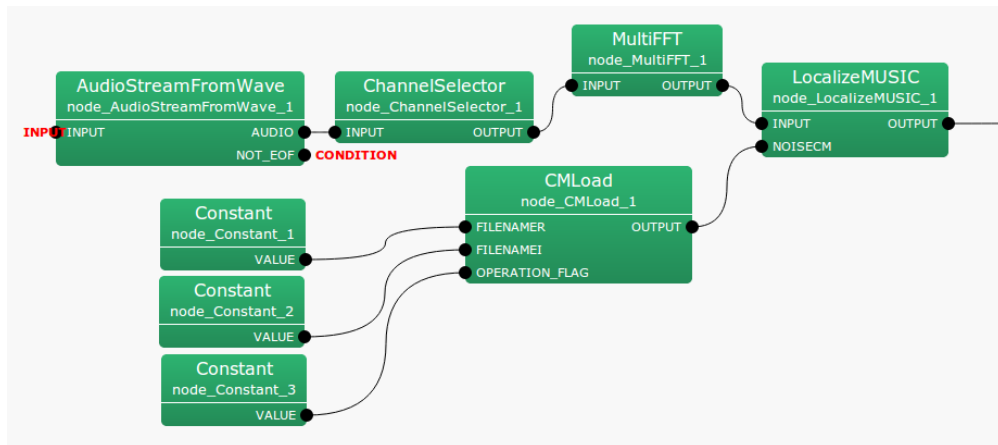 MultiFFT
node_MultiFFT_1
INPUT OUTPUT
AudioStreamFromWave
node_AudioStreamFromWave_1
INPUT INPUT AUDIO
NOT_EOF CONDITION
ChannelSelector
node_ChannelSelector_1
INPUT OUTPUT
LocalizeMUSIC
node_LocalizeMUSIC_1
INPUT OUTPUT
NOISECM
CMLoad
node_CMLoad_1
FILENAMER OUTPUT
FILENAMEI
OPERATION_FLAG
Constant
node_Constant_1
VALUE
Constant
node_Constant_2
VALUE
Constant
node_Constant_3
VALUE